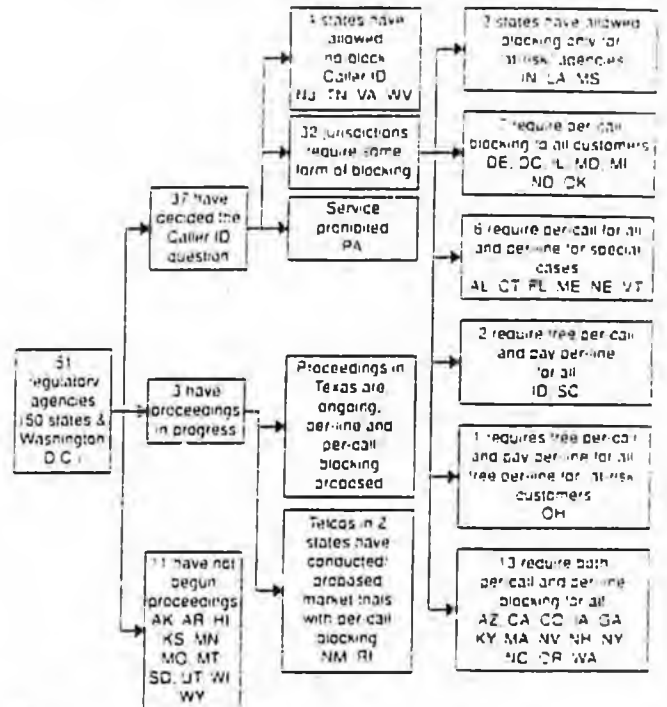 51
regulatory
agencies
(50 states &
Washington
D.C.)
37 have
decided the
Caller ID
question
3 have
proceedings
in progress
11 have not
begun
proceedings
AK, AR, HI
KS, MN
MO, MT
SD, UT, WI
WY
4 states have
allowed
no block
Caller ID
NJ, TN, VA, WV
32 jurisdictions
require some
form of blocking
Service
prohibited
PA
Proceedings in
Texas are
ongoing,
per-line and
per-call
blocking
proposed
Telcos in 2
states have
conducted/
proposed
market trials
with per-call
blocking
NM, RI
3 states have allowed
blocking only for
at-risk agencies
IN, LA, MS
7 require per-call
blocking to all customers
DE, DC, IL, MD, MI
ND, OK
6 require per-call for all
and per-line for special
cases
AL, CT, FL, ME, NE, VT
2 require free per-call
and pay per-line
for all
ID, SC
1 requires free per-call
and pay per-line for all
free per-line for at-risk
customers
OH
13 require both
per-call and per-line
blocking for all
AZ, CA, CO, IA, GA
KY, MA, NV, NH, NY
NC, OR, WA